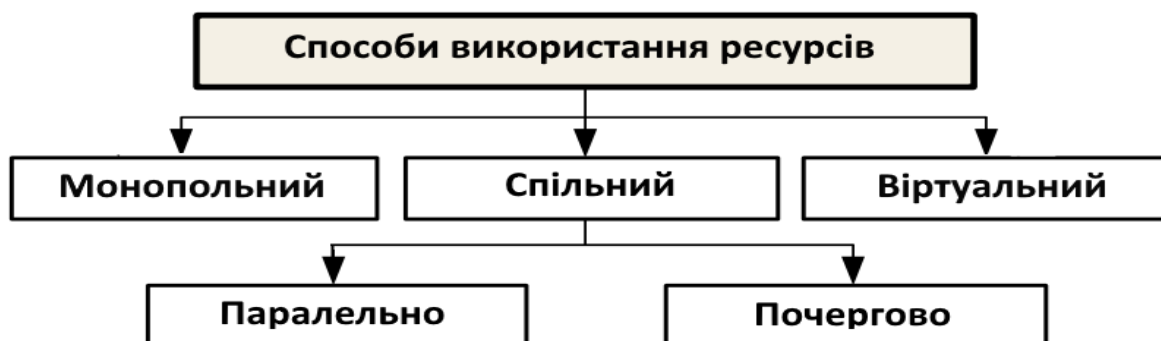 Способи використання ресурсів
Монопольний
Спільний
Віртуальний
Паралельно
Почергово